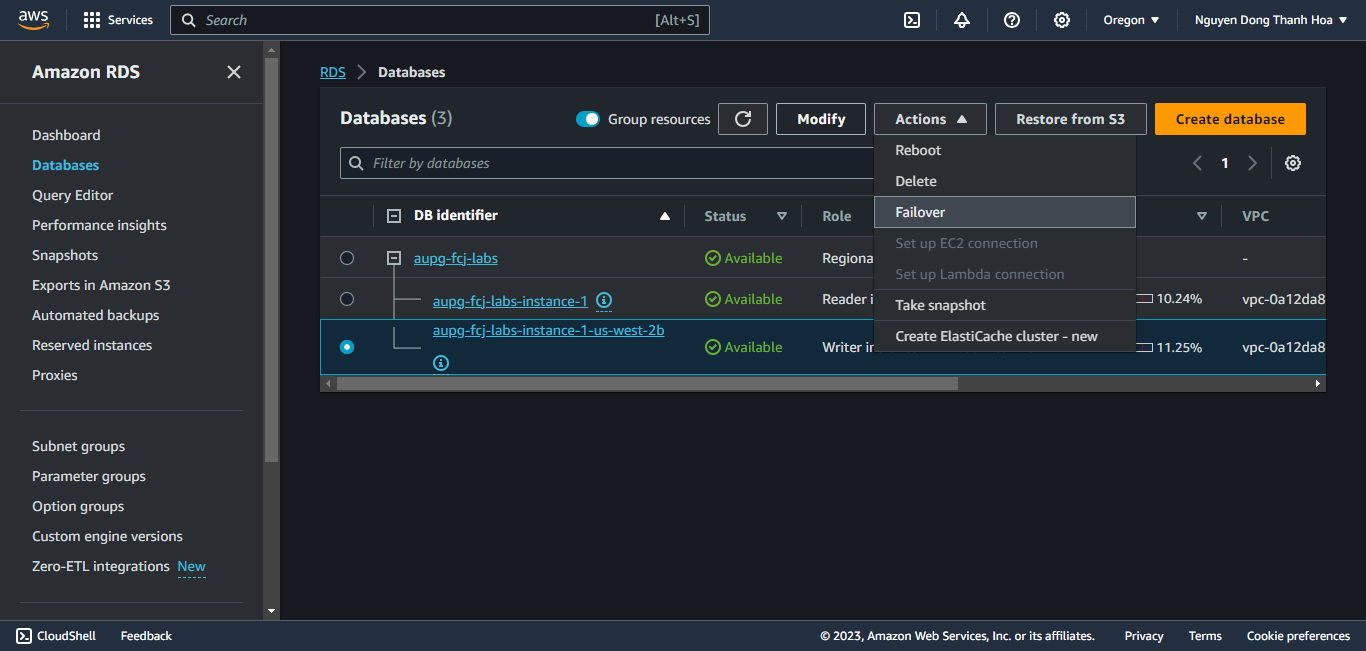 aws Services Search [Alt+S] Oregon Nguyen Dong Thanh Hoa
Amazon RDS
Dashboard
Databases
Query Editor
Performance insights
Snapshots
Exports in Amazon S3
Automated backups
Reserved instances
Proxies
Subnet groups
Parameter groups
Option groups
Custom engine versions
Zero-ETL integrations New
RDS Databases
Databases (3) Group resources Modify Actions Restore from S3 Create database
Filter by databases 1
Reboot
Delete
Failover
Set up EC2 connection
Set up Lambda connection
Take snapshot
Create ElastiCache cluster - new
DB identifier Status Role VPC
aupg-fcj-labs Available Regiona -
aupg-fcj-labs-instance-1 Available Reader i 10.24% vpc-0a12da8
aupg-fcj-labs-instance-1-us-west-2b Available Writer in 11.25% vpc-0a12da8
CloudShell Feedback © 2023, Amazon Web Services, Inc. or its affiliates. Privacy Terms Cookie preferences